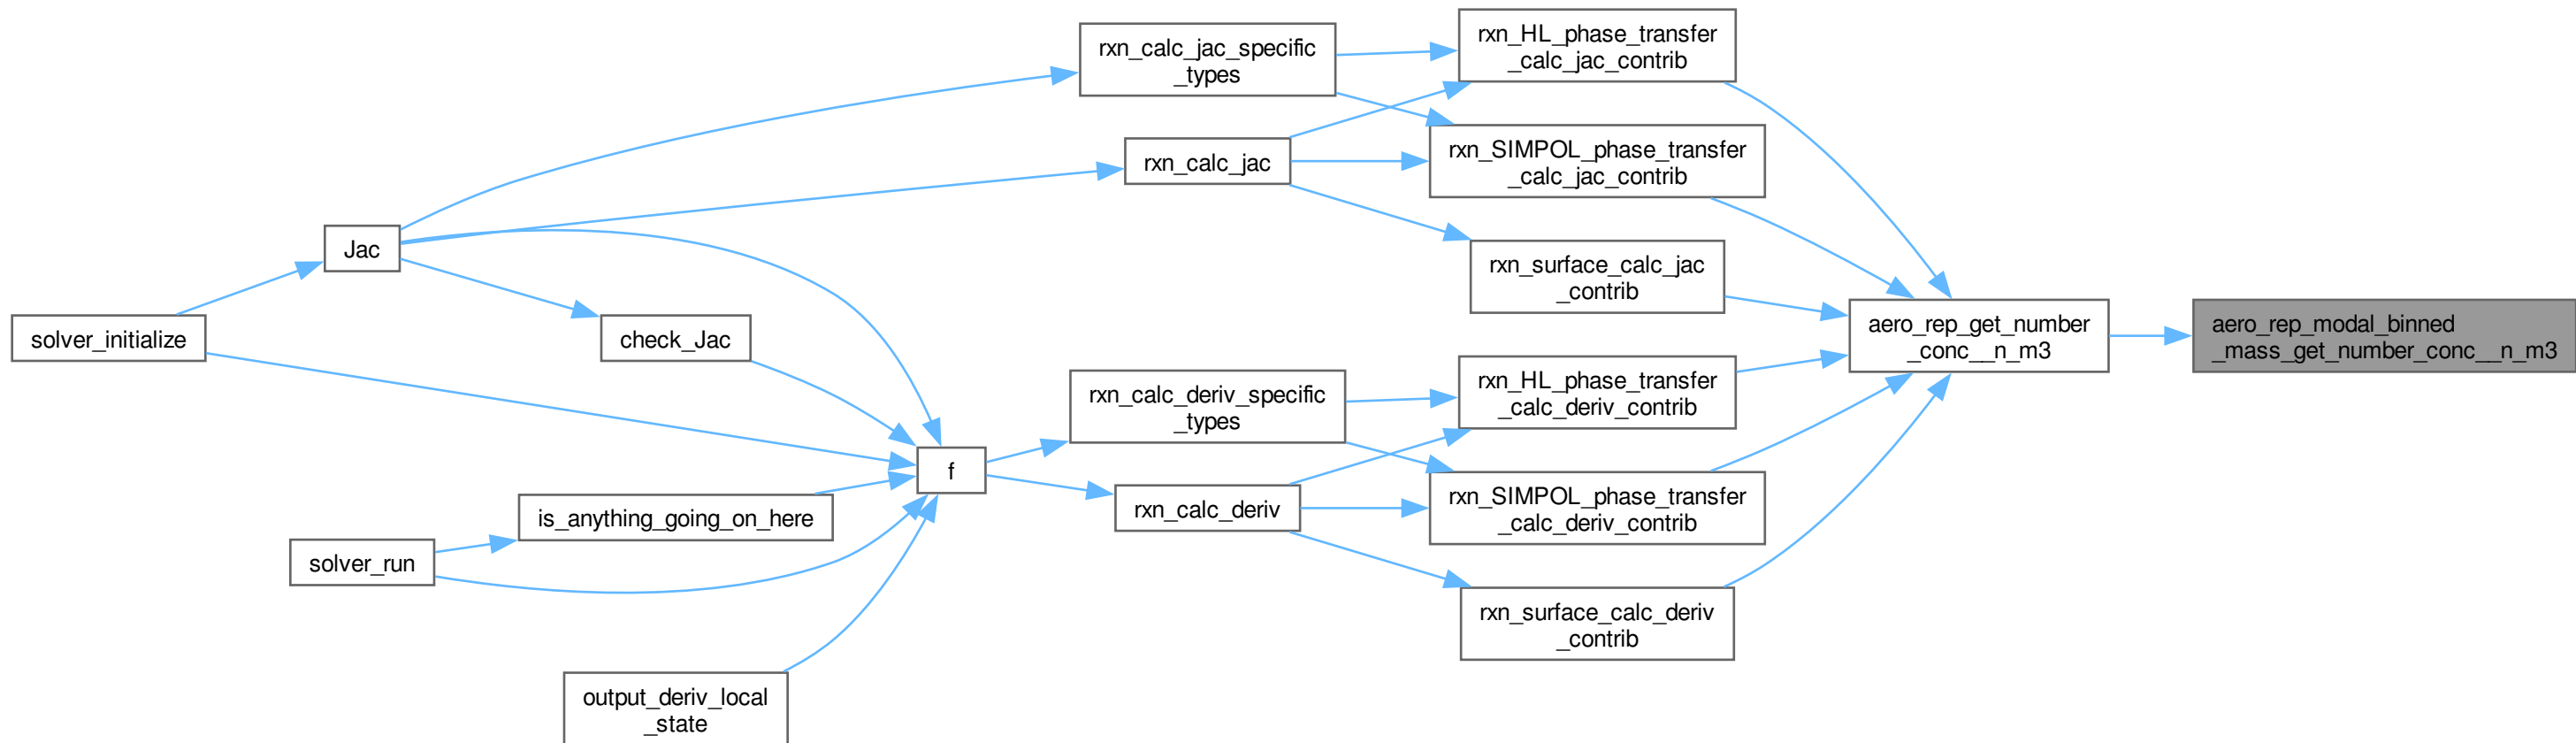 rxn_HL_phase_transfer
_calc_jac_contrib
rxn_calc_jac_specific
_types
rxn_SIMPOL_phase_transfer
_calc_jac_contrib
rxn_calc_jac
Jac
rxn_surface_calc_jac
_contrib
solver_initialize
check_Jac
aero_rep_get_number
_conc__n_m3
aero_rep_modal_binned
_mass_get_number_conc__n_m3
rxn_HL_phase_transfer
_calc_deriv_contrib
rxn_calc_deriv_specific
_types
f
rxn_SIMPOL_phase_transfer
_calc_deriv_contrib
rxn_calc_deriv
is_anything_going_on_here
solver_run
rxn_surface_calc_deriv
_contrib
output_deriv_local
_state